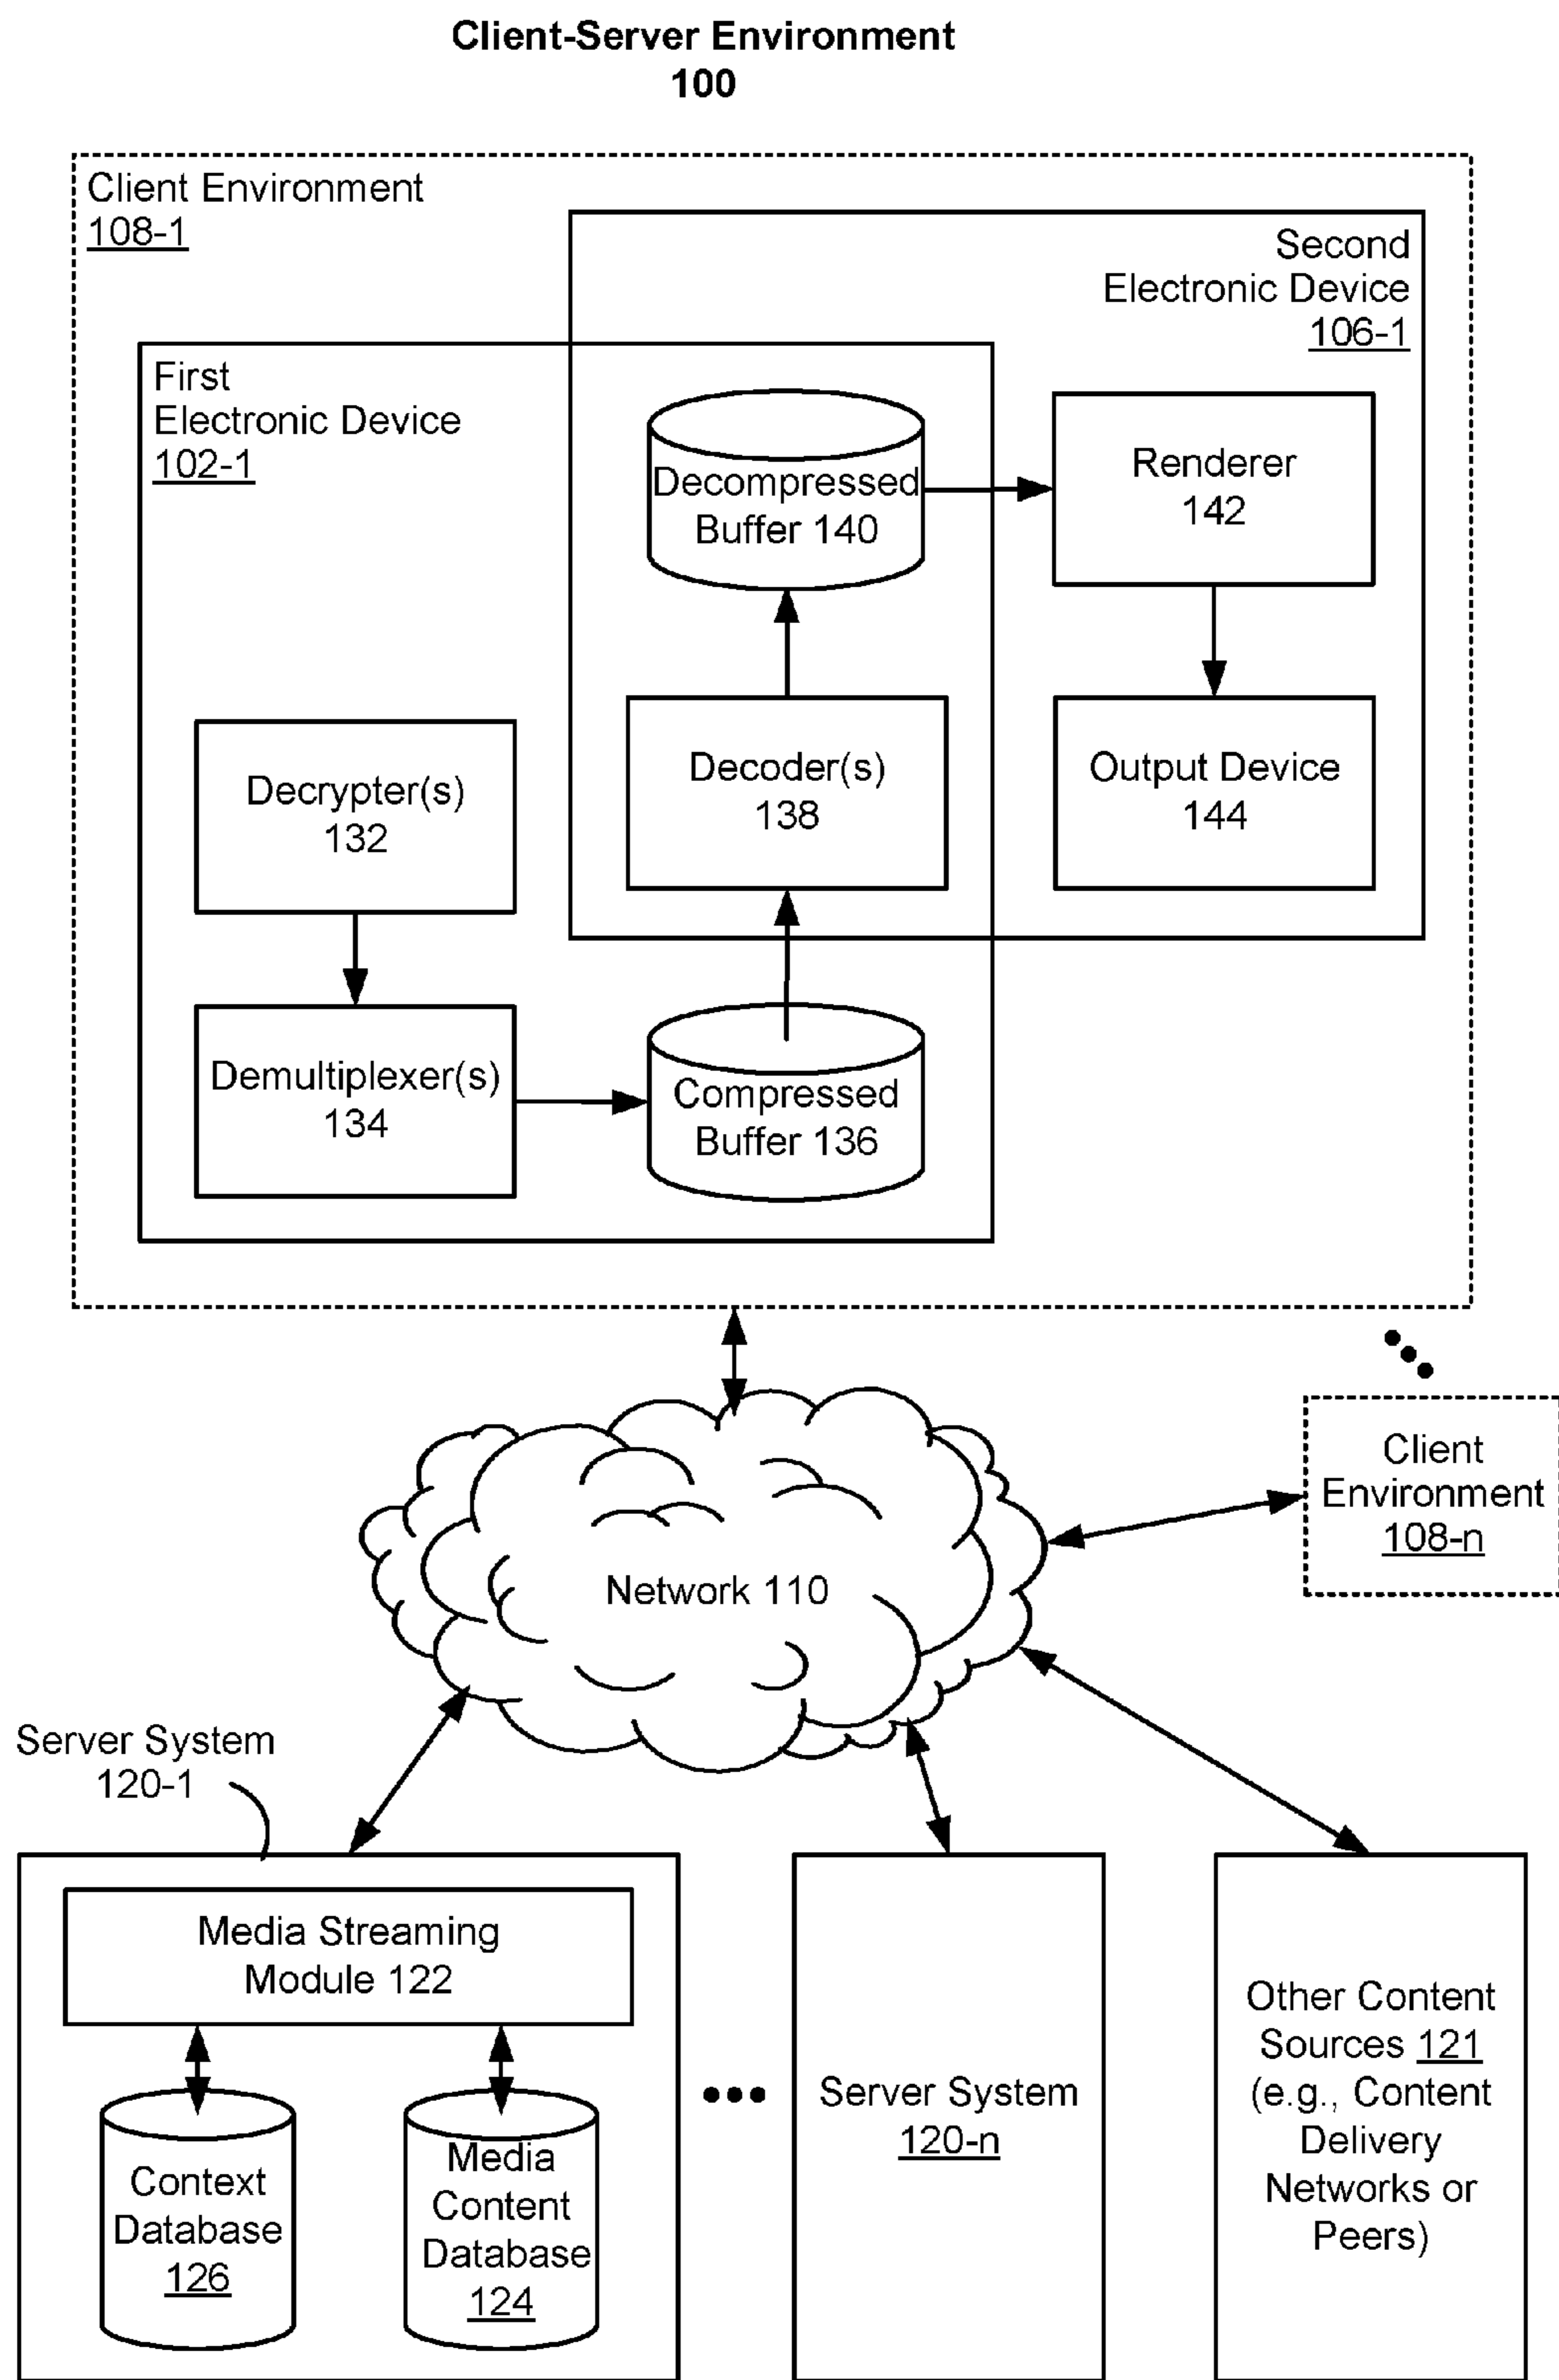 Client-Server Environment
100
Client Environment
108-1
Second
Electronic Device
106-1
First
Electronic Device
102-1
Decompressed
Buffer 140
Renderer
142
Decrypter(s)
132
Decoder(s)
138
Output Device
144
Demultiplexer(s)
134
Compressed
Buffer 136
Client
Environment
108-n
Network 110
Server System
120-1
Media Streaming
Module 122
Context
Database
126
Media
Content
Database
124
Server System
120-n
Other Content
Sources 121
(e.g., Content
Delivery
Networks or
Peers)